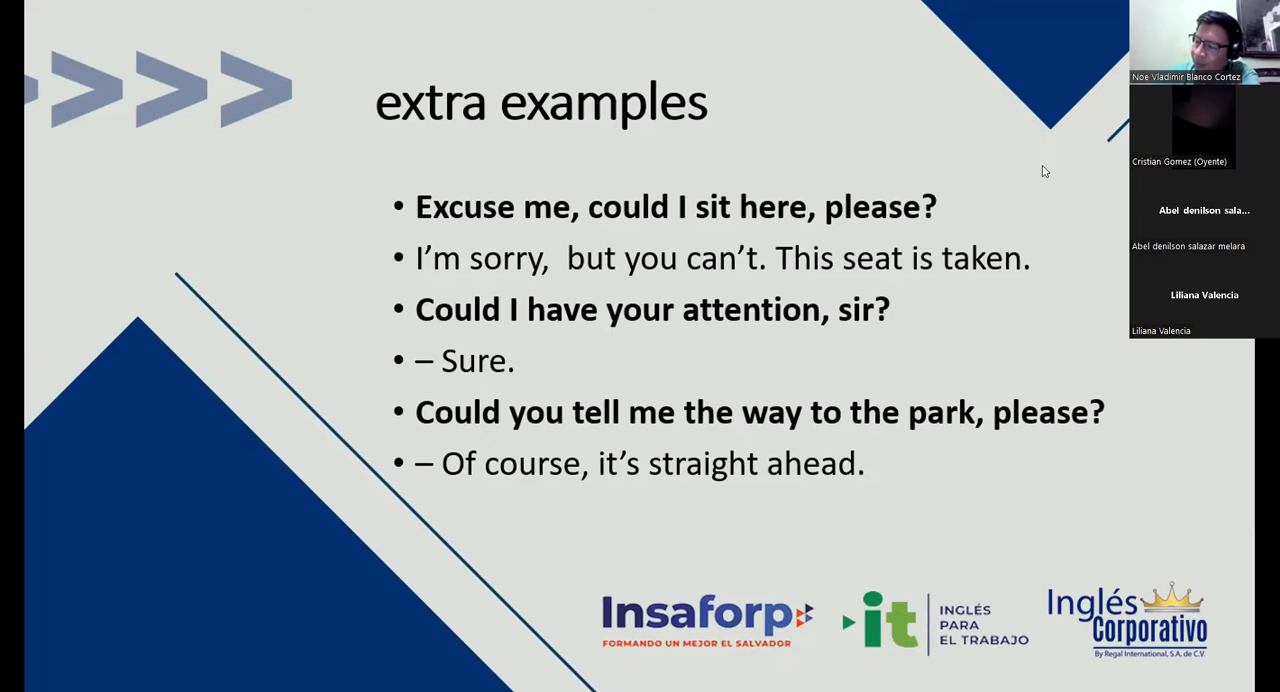 extra examples
• Excuse me, could I sit here, please?
• I'm sorry,  but you can't. This seat is taken.
• Could I have your attention, sir?
• – Sure.
• Could you tell me the way to the park, please?
• – Of course, it's straight ahead.
Noe Vladimir Blanco Cortez
Cristian Gomez (Oyente)
Abel denilson sala...
Abel denilson salazar melara
Liliana Valencia
Liliana Valencia
Insaforp
FORMANDO UN MEJOR EL SALVADOR
it
INGLÉS
PARA
EL TRABAJO
Inglés
Corporativo
By Regal International, S.A. de C.V.